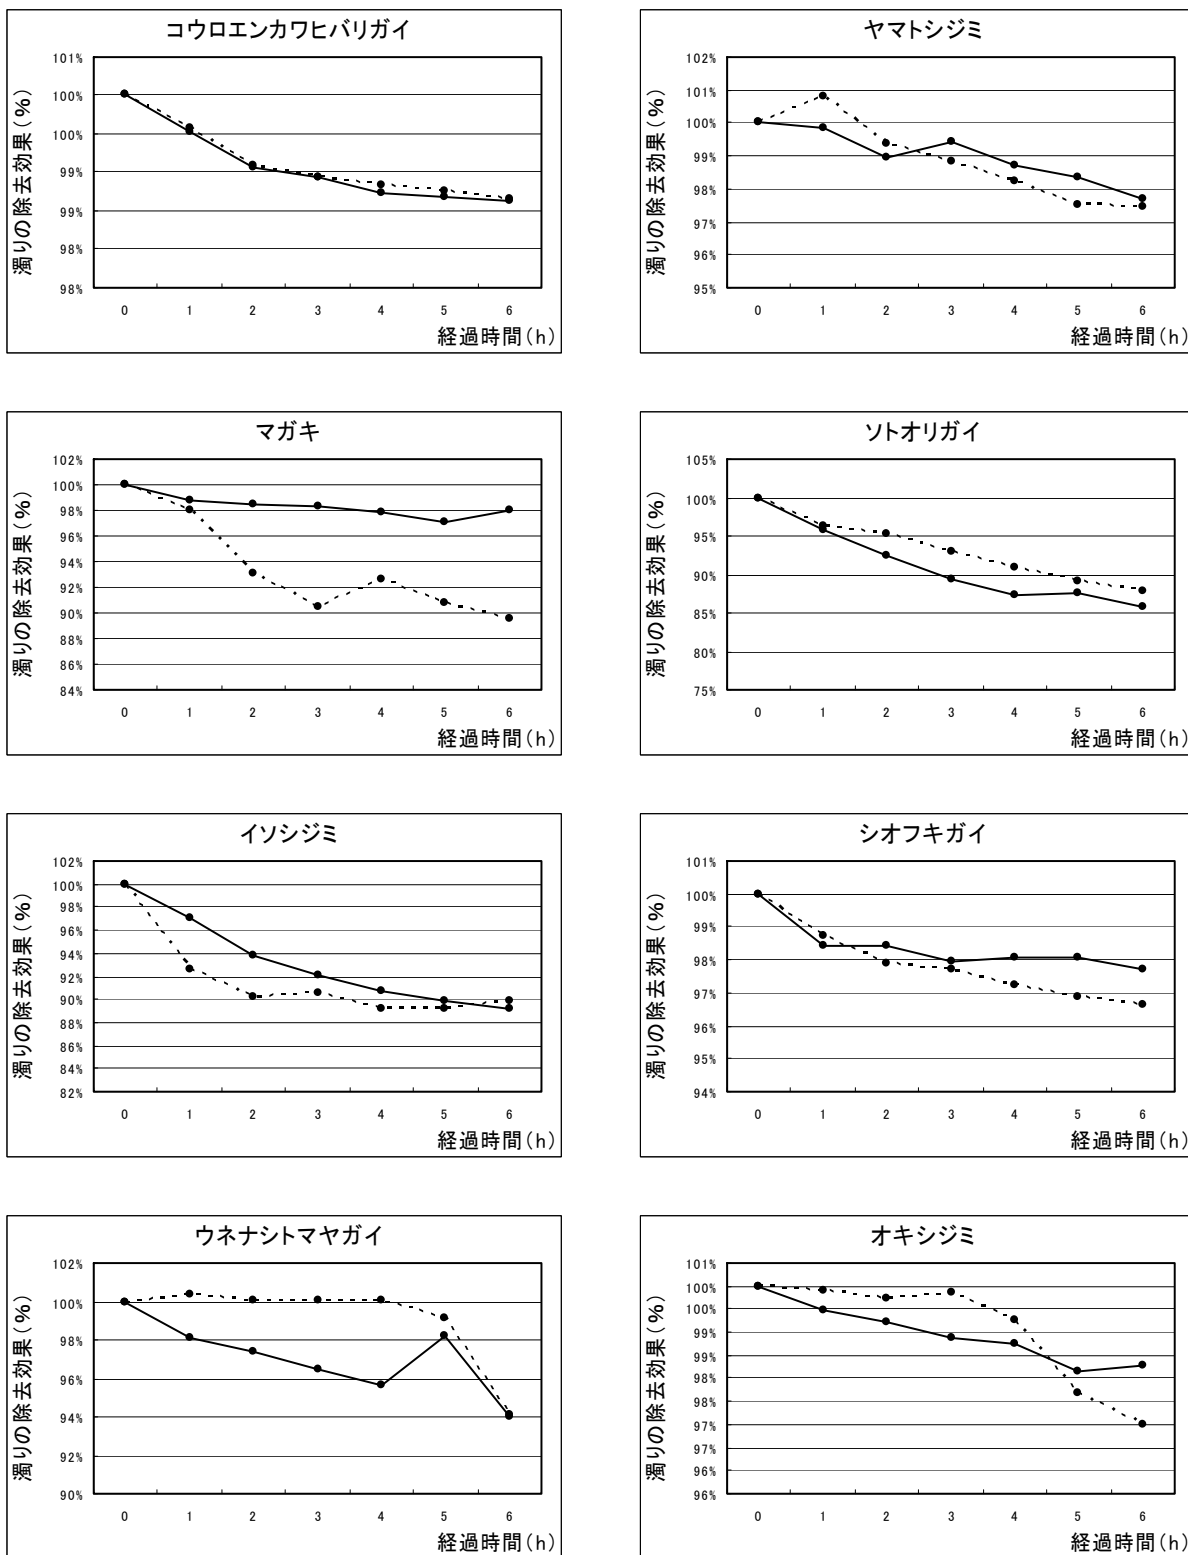 コウロエンカワヒバリガイ
濁りの除去効果(%)
101%
100%
100%
99%
99%
98%
98%
0 1 2 3 4 5 6
経過時間(h)
ヤマトシジミ
濁りの除去効果(%)
102%
101%
100%
99%
98%
97%
96%
95%
0 1 2 3 4 5 6
経過時間(h)
マガキ
濁りの除去効果(%)
102%
100%
98%
96%
94%
92%
90%
88%
86%
84%
0 1 2 3 4 5 6
経過時間(h)
ソトオリガイ
濁りの除去効果(%)
105%
100%
95%
90%
85%
80%
75%
0 1 2 3 4 5 6
経過時間(h)
イソシジミ
濁りの除去効果(%)
102%
100%
98%
96%
94%
92%
90%
88%
86%
84%
82%
0 1 2 3 4 5 6
経過時間(h)
シオフキガイ
濁りの除去効果(%)
101%
100%
99%
98%
97%
96%
95%
94%
0 1 2 3 4 5 6
経過時間(h)
ウネナシトマヤガイ
濁りの除去効果(%)
102%
100%
98%
96%
94%
92%
90%
0 1 2 3 4 5 6
経過時間(h)
オキシジミ
濁りの除去効果(%)
101%
100%
100%
99%
99%
98%
98%
97%
97%
96%
96%
0 1 2 3 4 5 6
経過時間(h)